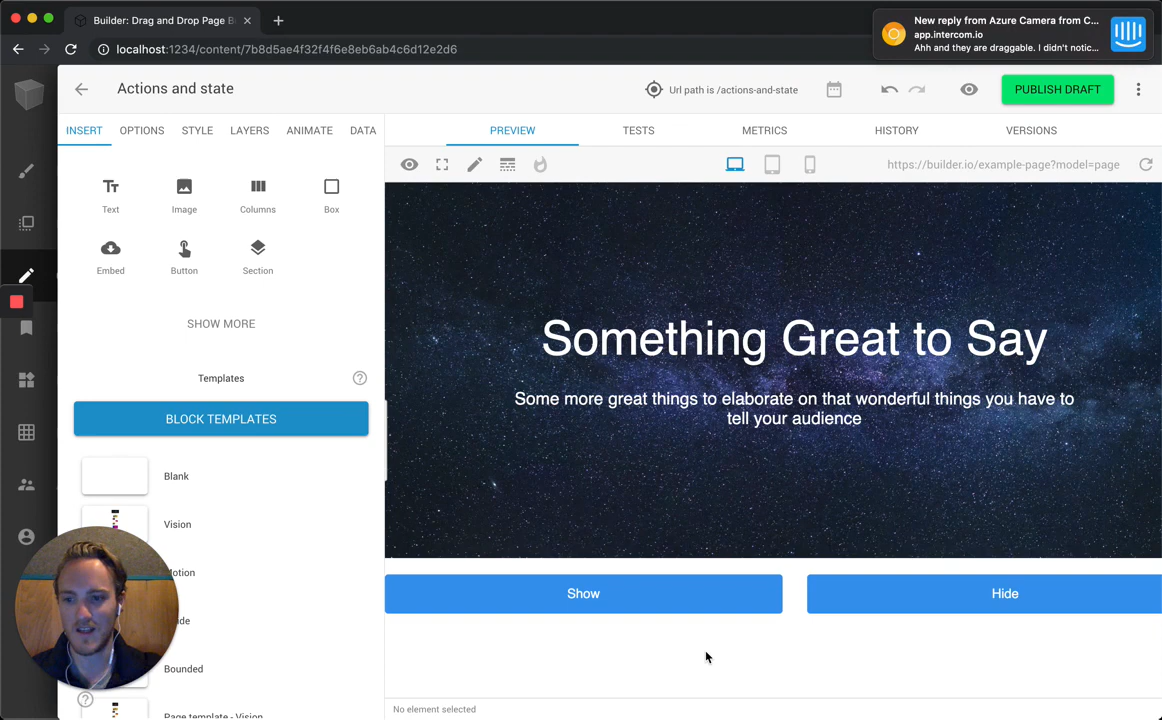 Builder: Drag and Drop Page B
New reply from Azure Camera from C...
app.intercom.io
Ahh and they are draggable. I didn't notic...
localhost:1234/content/7b8d5ae4f32f4f6e8eb6ab4c6d12e2d6
Actions and state
Url path is /actions-and-state
PUBLISH DRAFT
INSERT OPTIONS STYLE LAYERS ANIMATE DATA
PREVIEW TESTS METRICS HISTORY VERSIONS
https://builder.io/example-page?model=page
Tт
Text Image Columns Box
Embed Button Section
SHOW MORE
Templates
?
BLOCK TEMPLATES
Blank
Vision
Bounded
Page template - Vision
?
Something Great to Say
Some more great things to elaborate on that wonderful things you have to
tell your audience
Show Hide
No element selected